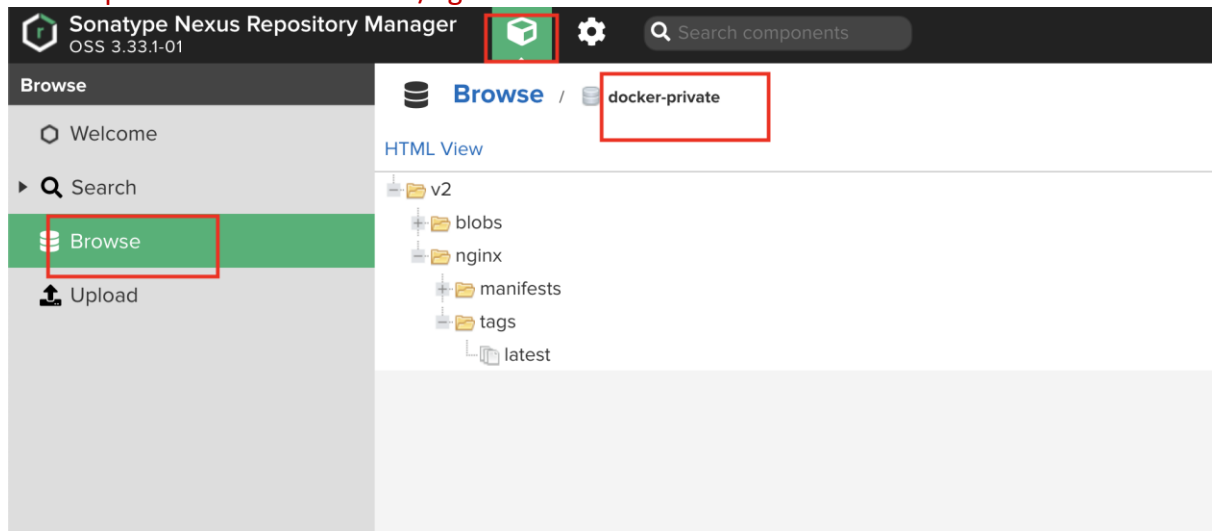 Sonatype Nexus Repository Manager
OSS 3.33.1-01
Search components
Browse
Welcome
Search
Browse
Upload
Browse / docker-private
HTML View
v2
blobs
nginx
manifests
tags
latest